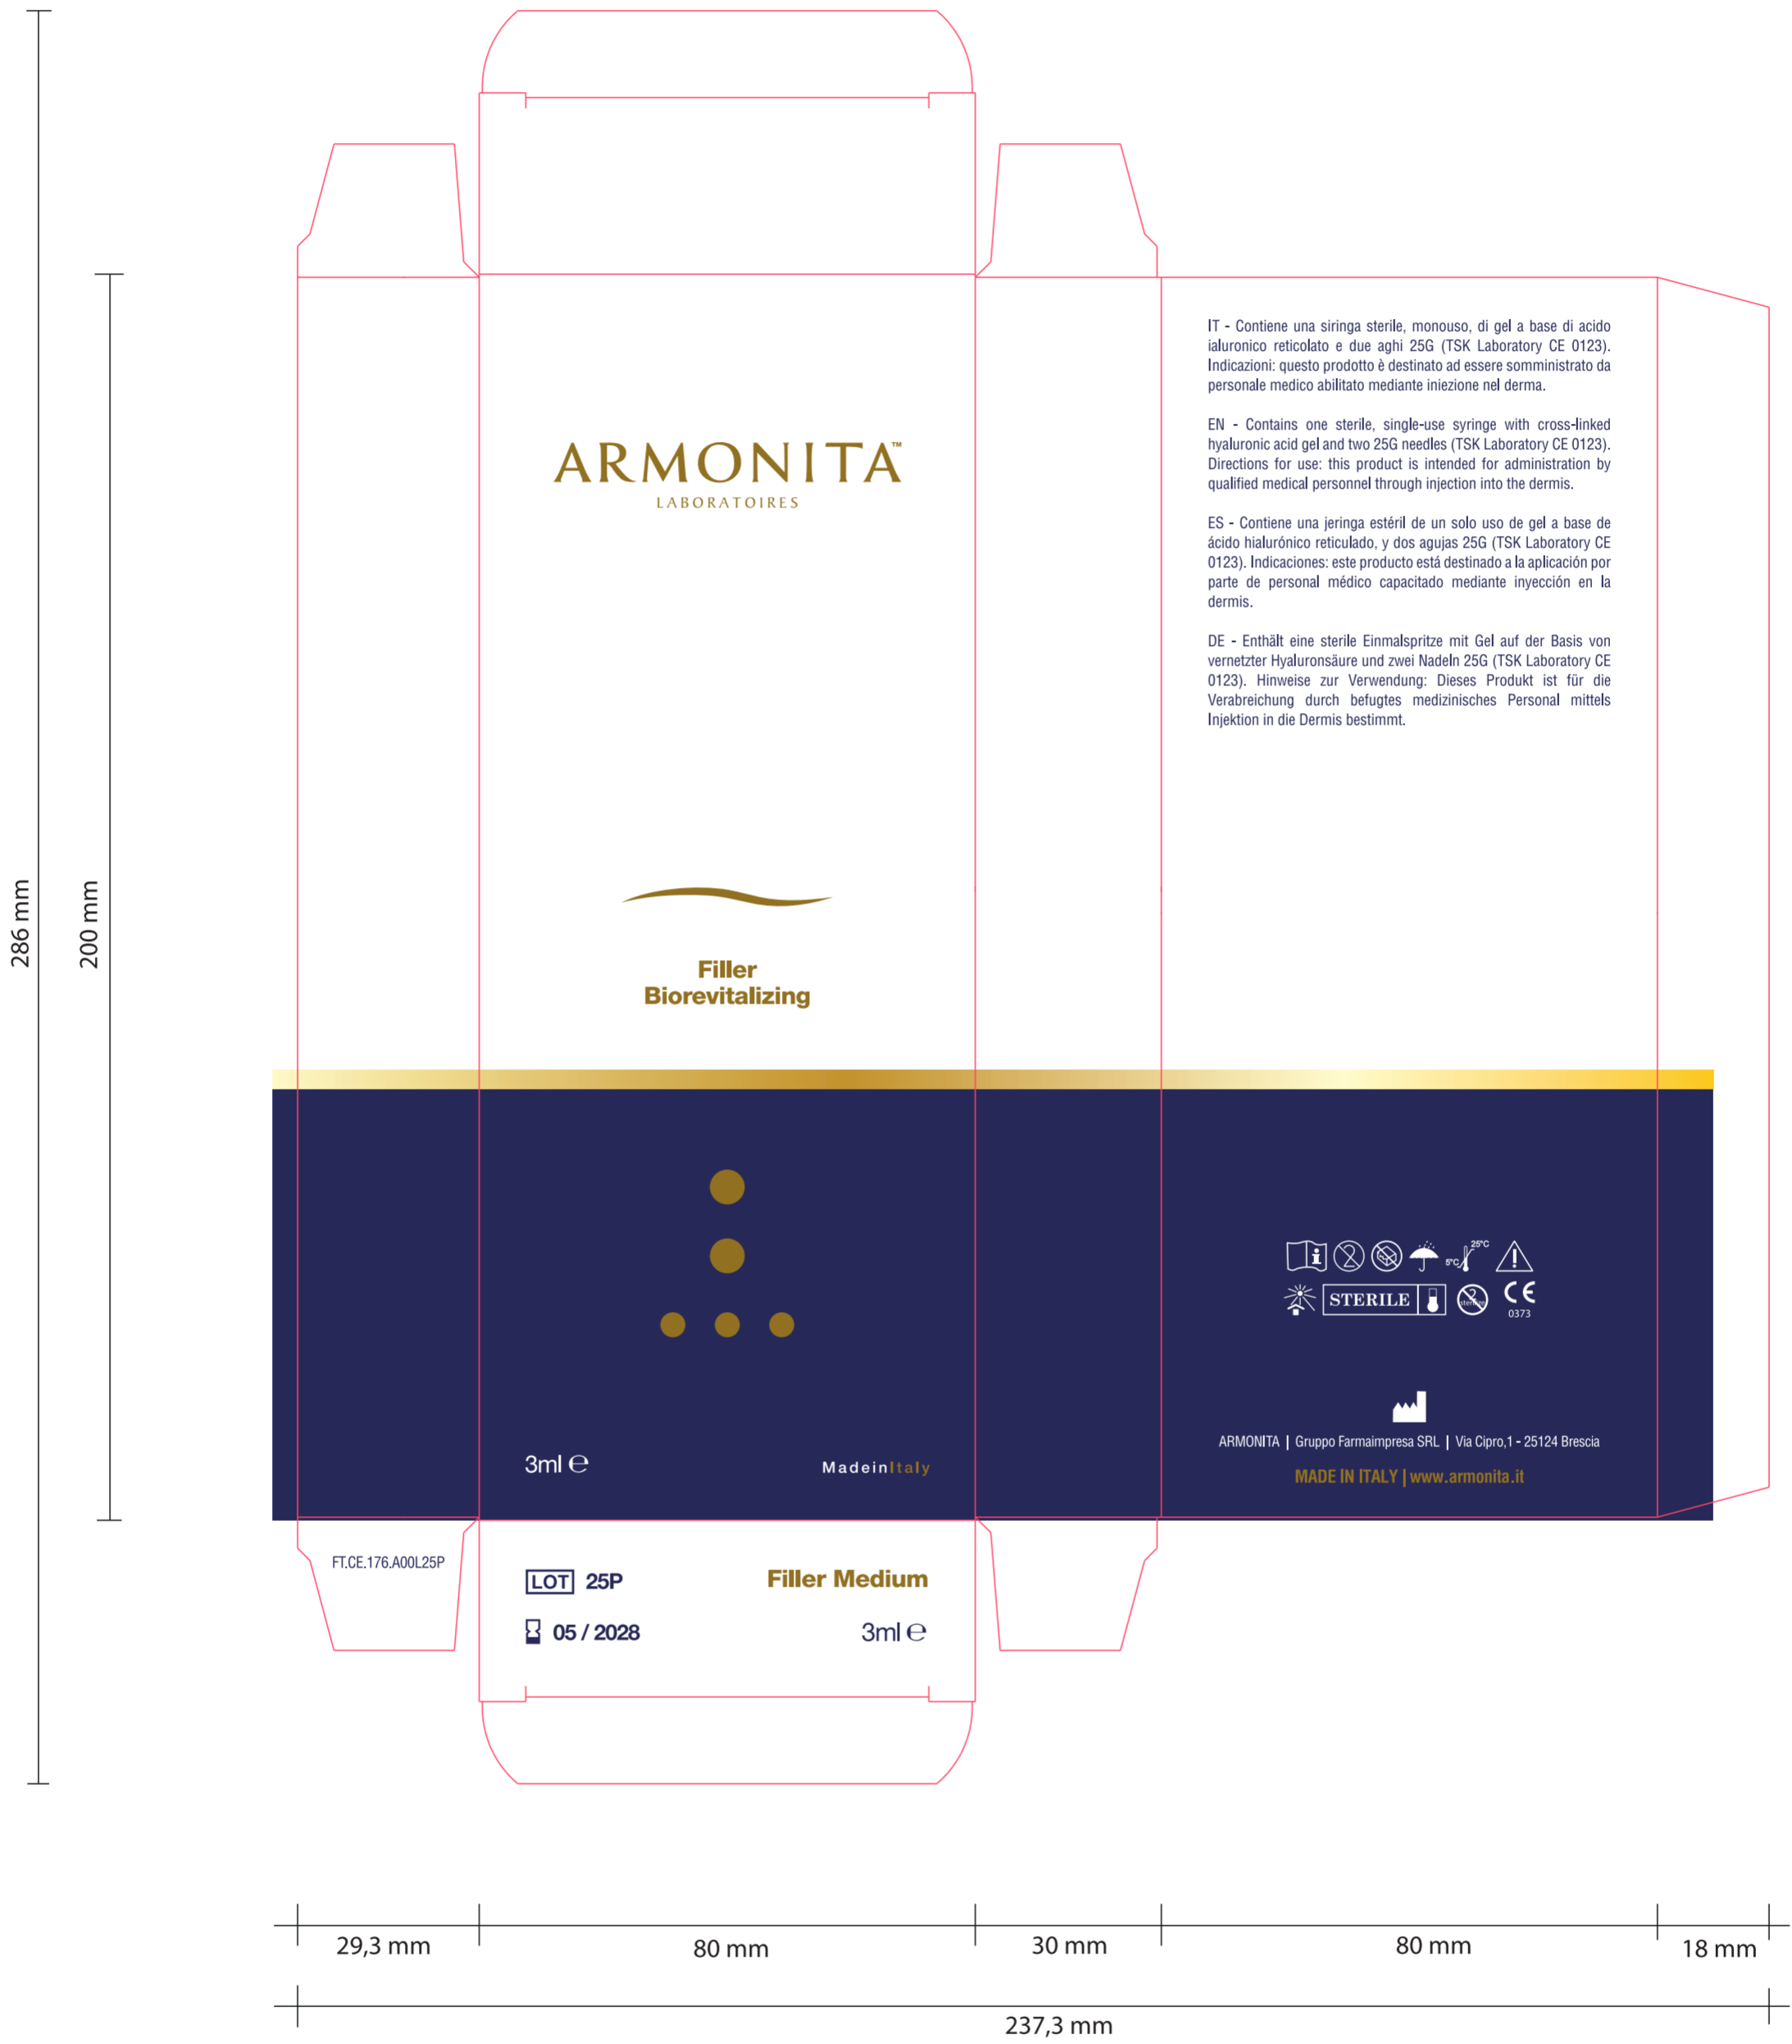 ARMONITA™
LABORATOIRES
Filler
Biorevitalizing
3ml ℮
MadeinItaly
IT - Contiene una siringa sterile, monouso, di gel a base di acido
ialuronico reticolato e due aghi 25G (TSK Laboratory CE 0123).
Indicazioni: questo prodotto è destinato ad essere somministrato da
personale medico abilitato mediante iniezione nel derma.
EN - Contains one sterile, single-use syringe with cross-linked
hyaluronic acid gel and two 25G needles (TSK Laboratory CE 0123).
Directions for use: this product is intended for administration by
qualified medical personnel through injection into the dermis.
ES - Contiene una jeringa estéril de un solo uso de gel a base de
ácido hialurónico reticulado, y dos agujas 25G (TSK Laboratory CE
0123). Indicaciones: este producto está destinado a la aplicación por
parte de personal médico capacitado mediante inyección en la
dermis.
DE - Enthält eine sterile Einmalspritze mit Gel auf der Basis von
vernetzter Hyaluronsäure und zwei Nadeln 25G (TSK Laboratory CE
0123). Hinweise zur Verwendung: Dieses Produkt ist für die
Verabreichung durch befugtes medizinisches Personal mittels
Injektion in die Dermis bestimmt.
i 2 5°C 25°C !
STERILE 2 sterilize CE
0373
ARMONITA | Gruppo Farmaimpresa SRL | Via Cipro,1 - 25124 Brescia
MADE IN ITALY | www.armonita.it
FT.CE.176.A00L25P
LOT 25P
Filler Medium
05 / 2028
3ml ℮
286 mm
200 mm
29,3 mm
80 mm
30 mm
80 mm
18 mm
237,3 mm